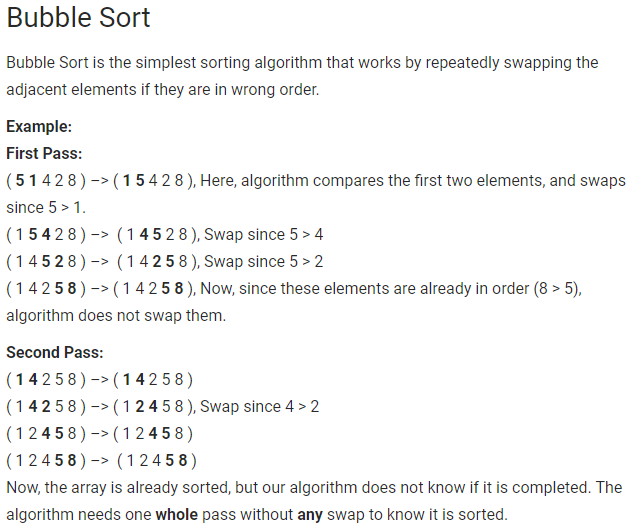 Bubble Sort
Bubble Sort is the simplest sorting algorithm that works by repeatedly swapping the
adjacent elements if they are in wrong order.
Example:
First Pass:
( 5 1 4 2 8 ) –> ( 1 5 4 2 8 ), Here, algorithm compares the first two elements, and swaps
since 5 > 1.
( 1 5 4 2 8 ) –> ( 1 4 5 2 8 ), Swap since 5 > 4
( 1 4 5 2 8 ) –> ( 1 4 2 5 8 ), Swap since 5 > 2
( 1 4 2 5 8 ) –> ( 1 4 2 5 8 ), Now, since these elements are already in order (8 > 5),
algorithm does not swap them.
Second Pass:
( 1 4 2 5 8 ) –> ( 1 4 2 5 8 )
( 1 4 2 5 8 ) –> ( 1 2 4 5 8 ), Swap since 4 > 2
( 1 2 4 5 8 ) –> ( 1 2 4 5 8 )
( 1 2 4 5 8 ) –> ( 1 2 4 5 8 )
Now, the array is already sorted, but our algorithm does not know if it is completed. The
algorithm needs one whole pass without any swap to know it is sorted.